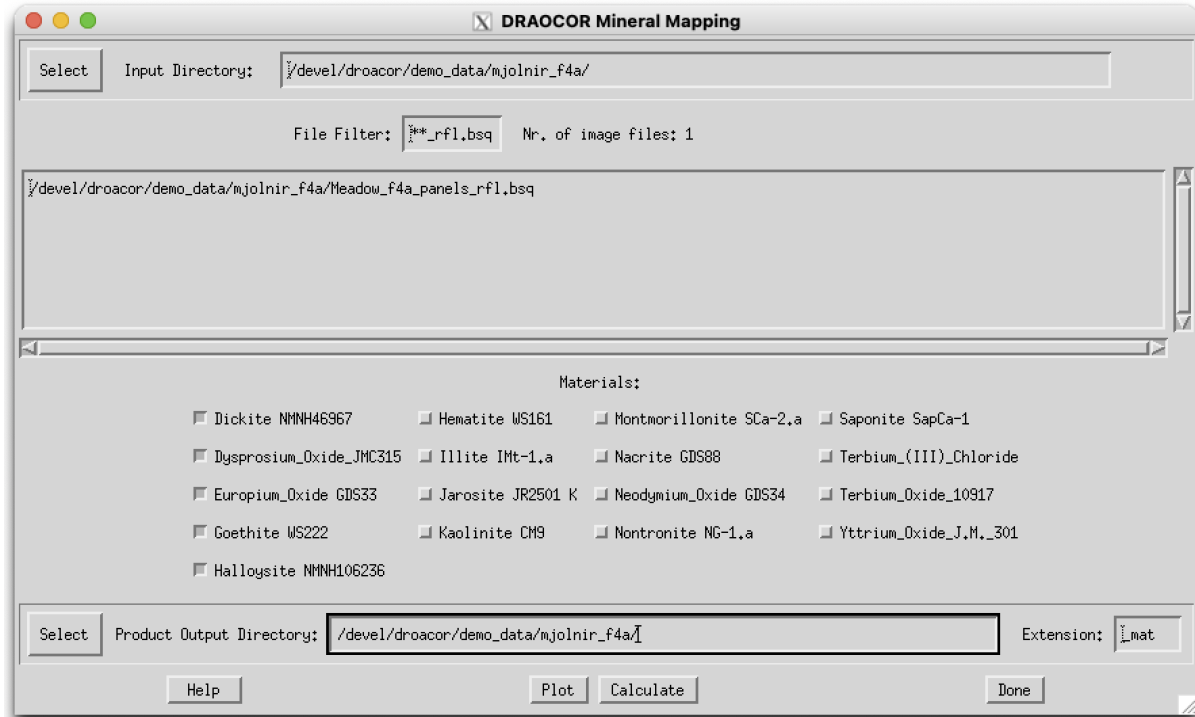 DRAOCOR Mineral Mapping
Select Input Directory: /devel/droacor/demo_data/mjolnir_f4a/
File Filter: **_rfl.bsq Nr. of image files: 1
/devel/droacor/demo_data/mjolnir_f4a/Meadow_f4a_panels_rfl.bsq
Materials:
Dickite NMNH46967 Hematite WS161 Montmorillonite SCa-2.a Saponite SapCa-1
Dysprosium_Oxide_JMC315 Illite IMt-1.a Nacrite GDS88 Terbium_(III)_Chloride
Europium_Oxide GDS33 Jarosite JR2501 K Neodymium_Oxide GDS34 Terbium_Oxide_10917
Goethite WS222 Kaolinite CM9 Nontronite NG-1.a Yttrium_Oxide_J.M._301
Halloysite NMNH106236
Select Product Output Directory: /devel/droacor/demo_data/mjolnir_f4a/ Extension: _mat
Help Plot Calculate Done